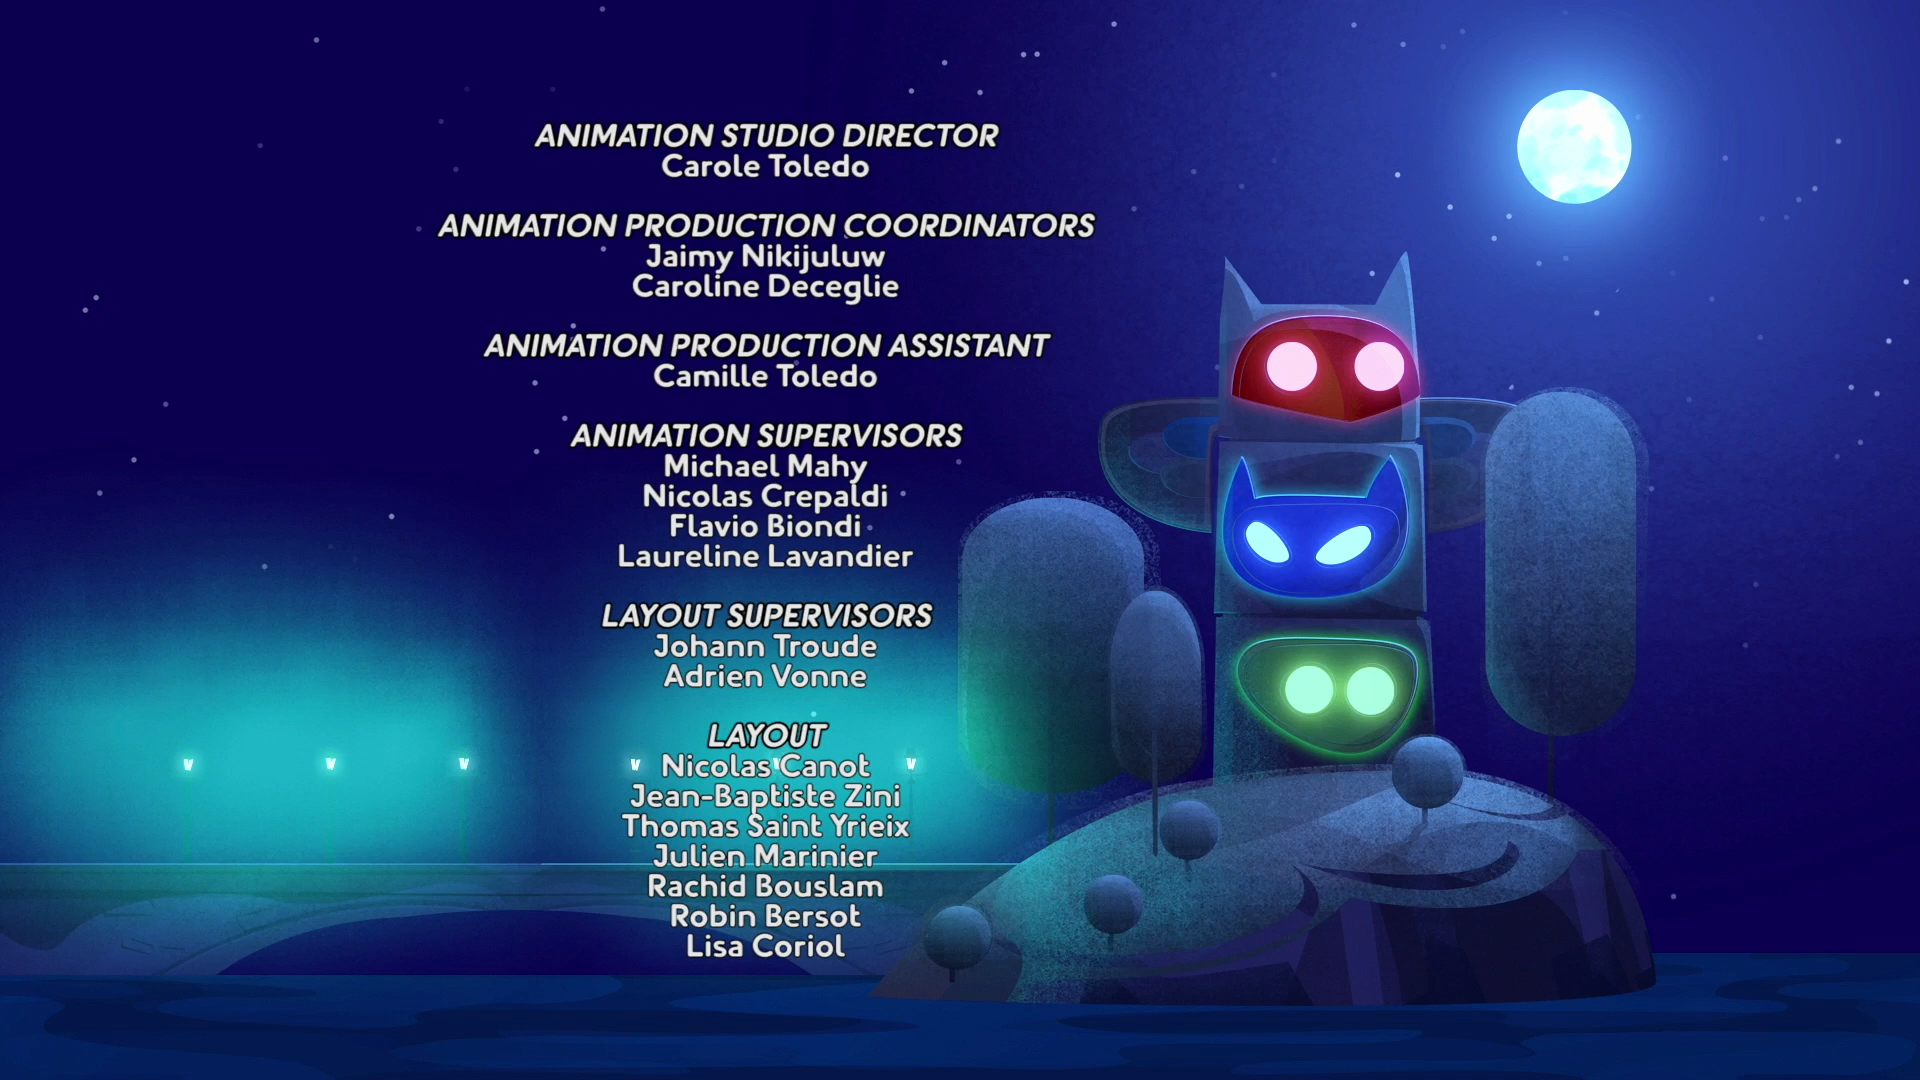 ANIMATION STUDIO DIRECTOR
Carole Toledo
ANIMATION PRODUCTION COORDINATORS
Jaimy Nikijuluw
Caroline Deceglie
ANIMATION PRODUCTION ASSISTANT
Camille Toledo
ANIMATION SUPERVISORS
Michael Mahy
Nicolas Crepaldi
Flavio Biondi
Laureline Lavandier
LAYOUT SUPERVISORS
Johann Troude
Adrien Vonne
LAYOUT
Nicolas Canot
Jean-Baptiste Zini
Thomas Saint Yrieix
Julien Marinier
Rachid Bouslam
Robin Bersot
Lisa Coriol